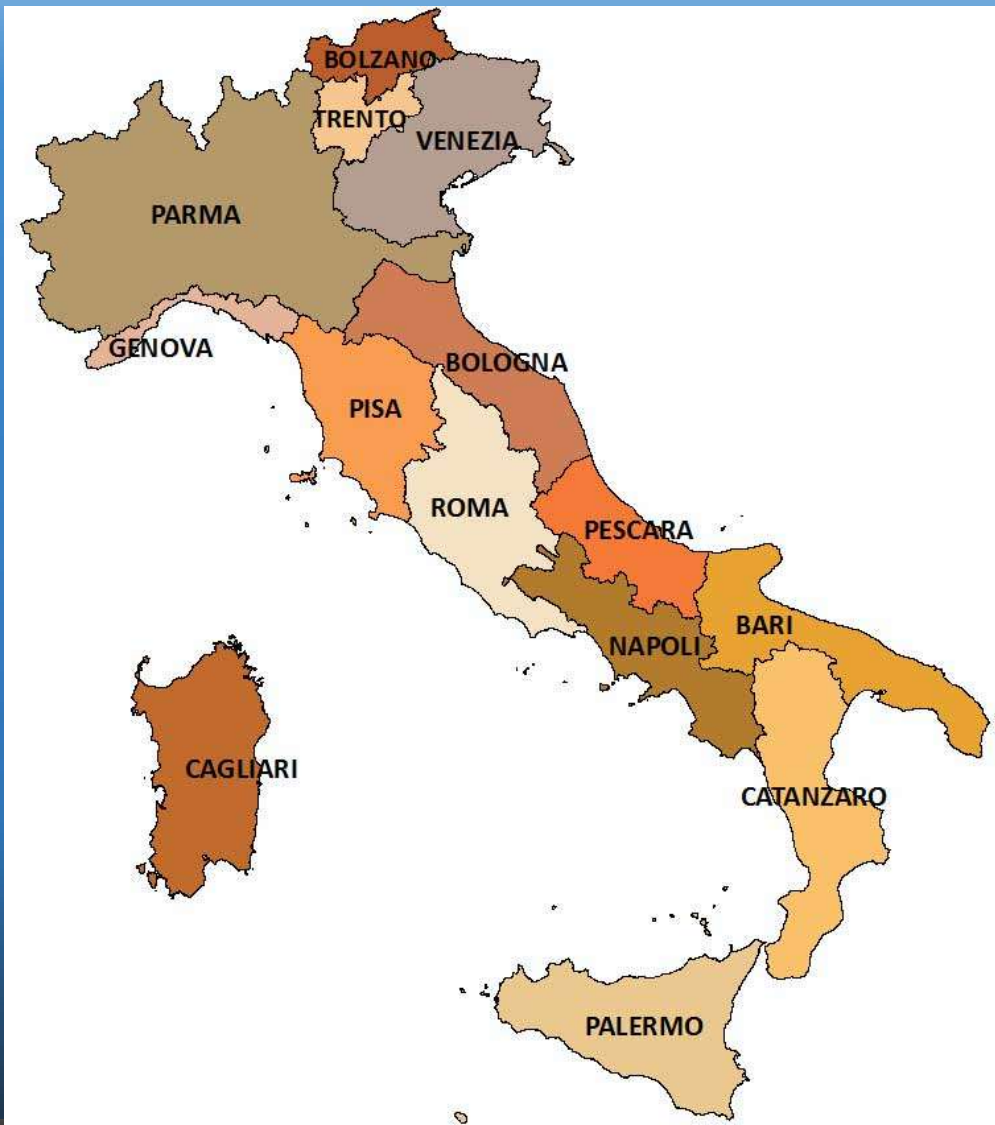 BOLZANO
TRENTO
VENEZIA
PARMA
GENOVA
BOLOGNA
PISA
ROMA
PESCARA
BARI
NAPOLI
CAGLIARI
CATANZARO
PALERMO